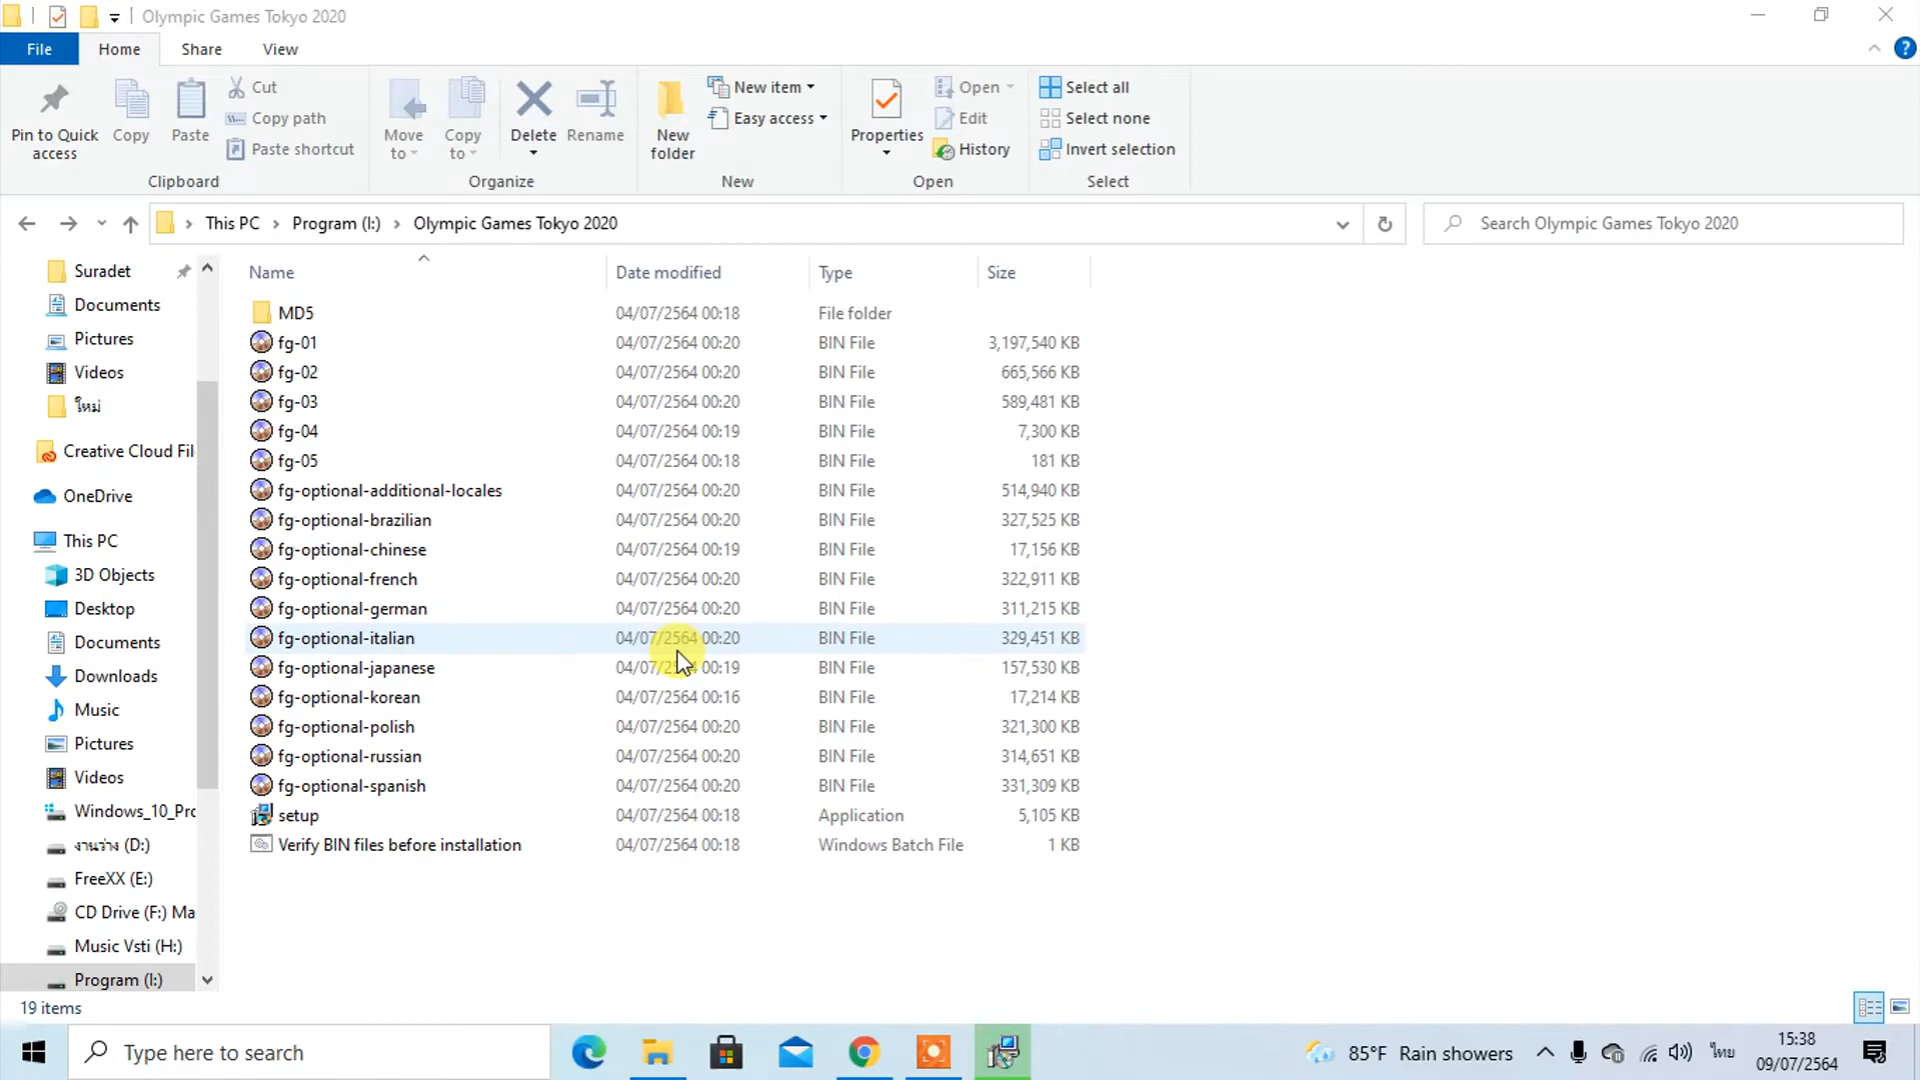 Olympic Games Tokyo 2020
File Home Share View
Pin to Quick access
Copy
Paste
Cut
Copy path
Paste shortcut
Clipboard
Move to
Copy to
Delete
Rename
Organize
New folder
New item
Easy access
New
Properties
Open
Edit
History
Open
Select all
Select none
Invert selection
Select
This PC > Program (I:) > Olympic Games Tokyo 2020
Search Olympic Games Tokyo 2020
Suradet
Documents
Pictures
Videos
ใหม่
Creative Cloud Fil
OneDrive
This PC
3D Objects
Desktop
Documents
Downloads
Music
Pictures
Videos
Windows_10_Pro
งานว่าง (D:)
FreeXX (E:)
CD Drive (F:) Ma
Music Vsti (H:)
Program (I:)
Name Date modified Type Size
MD5 04/07/2564 00:18 File folder
fg-01 04/07/2564 00:20 BIN File 3,197,540 KB
fg-02 04/07/2564 00:20 BIN File 665,566 KB
fg-03 04/07/2564 00:20 BIN File 589,481 KB
fg-04 04/07/2564 00:19 BIN File 7,300 KB
fg-05 04/07/2564 00:18 BIN File 181 KB
fg-optional-additional-locales 04/07/2564 00:20 BIN File 514,940 KB
fg-optional-brazilian 04/07/2564 00:20 BIN File 327,525 KB
fg-optional-chinese 04/07/2564 00:19 BIN File 17,156 KB
fg-optional-french 04/07/2564 00:20 BIN File 322,911 KB
fg-optional-german 04/07/2564 00:20 BIN File 311,215 KB
fg-optional-italian 04/07/2564 00:20 BIN File 329,451 KB
fg-optional-japanese 04/07/2564 00:19 BIN File 157,530 KB
fg-optional-korean 04/07/2564 00:16 BIN File 17,214 KB
fg-optional-polish 04/07/2564 00:20 BIN File 321,300 KB
fg-optional-russian 04/07/2564 00:20 BIN File 314,651 KB
fg-optional-spanish 04/07/2564 00:20 BIN File 331,309 KB
setup 04/07/2564 00:18 Application 5,105 KB
Verify BIN files before installation 04/07/2564 00:18 Windows Batch File 1 KB
19 items
Type here to search
85°F Rain showers
ไทย
15:38
09/07/2564